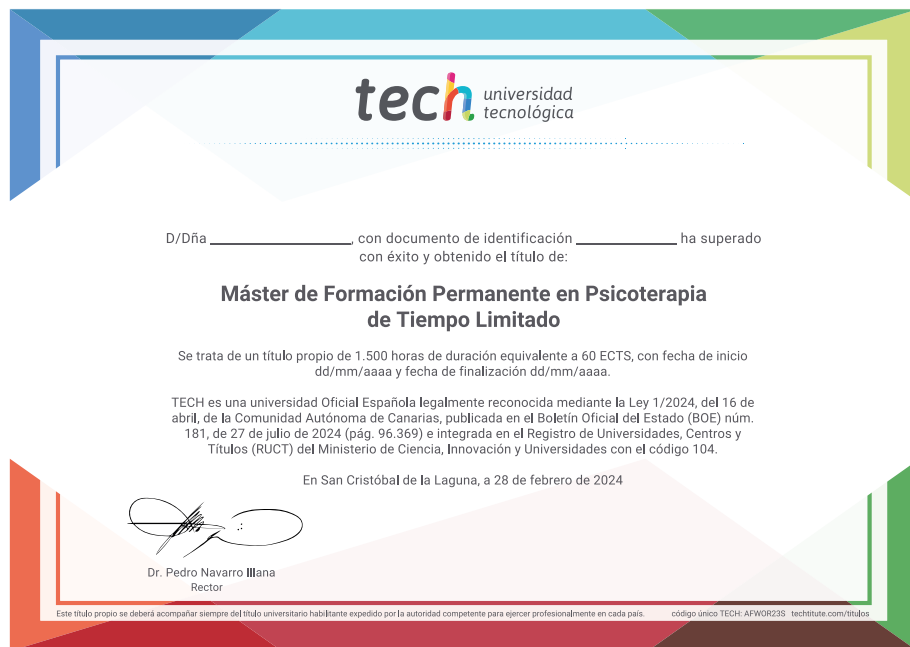 tech universidad
tecnológica
D/Dña ________________, con documento de identificación ____________ ha superado
con éxito y obtenido el título de:
Máster de Formación Permanente en Psicoterapia
de Tiempo Limitado
Se trata de un título propio de 1.500 horas de duración equivalente a 60 ECTS, con fecha de inicio
dd/mm/aaaa y fecha de finalización dd/mm/aaaa.
TECH es una universidad Oficial Española legalmente reconocida mediante la Ley 1/2024, del 16 de
abril, de la Comunidad Autónoma de Canarias, publicada en el Boletín Oficial del Estado (BOE) núm.
181, de 27 de julio de 2024 (pág. 96.369) e integrada en el Registro de Universidades, Centros y
Títulos (RUCT) del Ministerio de Ciencia, Innovación y Universidades con el código 104.
En San Cristóbal de la Laguna, a 28 de febrero de 2024
Dr. Pedro Navarro Illana
Rector
Este título propio se deberá acompañar siempre del título universitario habilitante expedido por la autoridad competente para ejercer profesionalmente en cada país. código único TECH: AFWOR23S techtitute.com/titulos